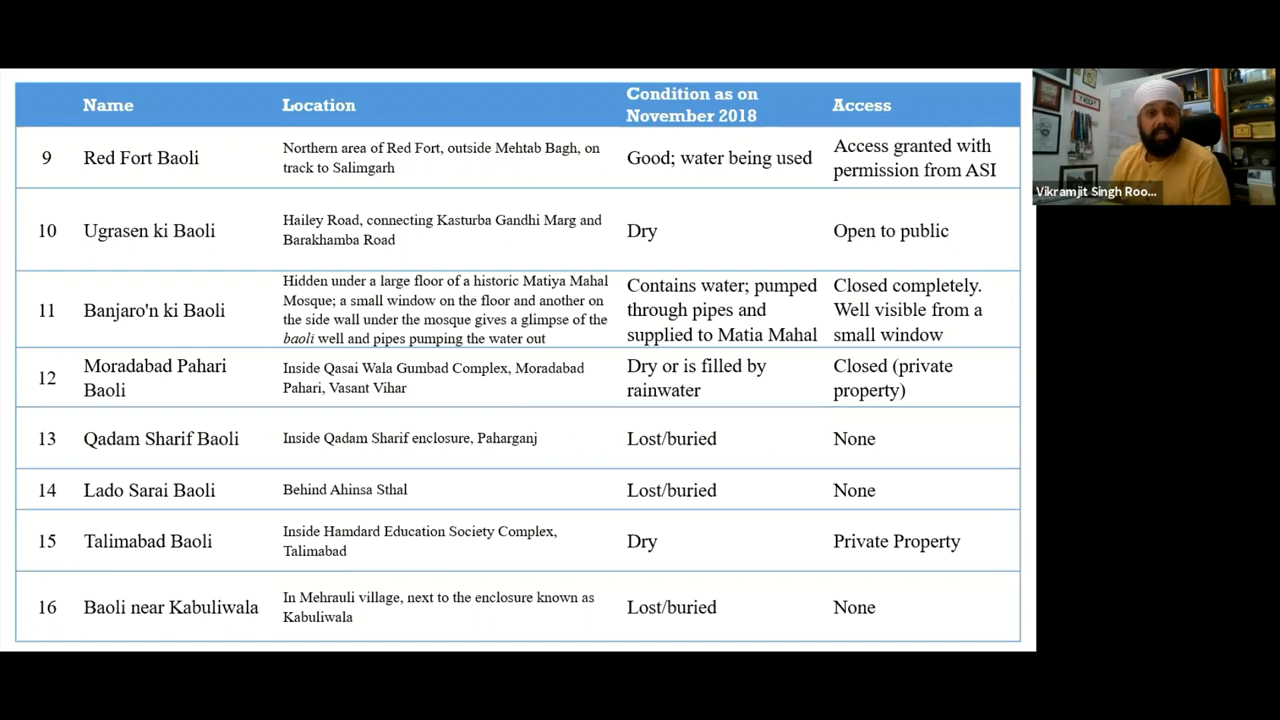 Name Location Condition as on
November 2018 Access
9 Red Fort Baoli Northern area of Red Fort, outside Mehtab Bagh, on
track to Salimgarh Good; water being used Access granted with
permission from ASI
10 Ugrasen ki Baoli Hailey Road, connecting Kasturba Gandhi Marg and
Barakhamba Road Dry Open to public
11 Banjaro'n ki Baoli Hidden under a large floor of a historic Matiya Mahal
Mosque; a small window on the floor and another on
the side wall under the mosque gives a glimpse of the
baoli well and pipes pumping the water out
Contains water; pumped
through pipes and
supplied to Matia Mahal
Closed completely.
Well visible from a
small window
12 Moradabad Pahari
Baoli
Inside Qasai Wala Gumbad Complex, Moradabad
Pahari, Vasant Vihar
Dry or is filled by
rainwater
Closed (private
property)
13 Qadam Sharif Baoli Inside Qadam Sharif enclosure, Paharganj Lost/buried None
14 Lado Sarai Baoli Behind Ahinsa Sthal Lost/buried None
15 Talimabad Baoli Inside Hamdard Education Society Complex,
Talimabad Dry Private Property
16 Baoli near Kabuliwala In Mehrauli village, next to the enclosure known as
Kabuliwala Lost/buried None
Vikramjit Singh Roo...